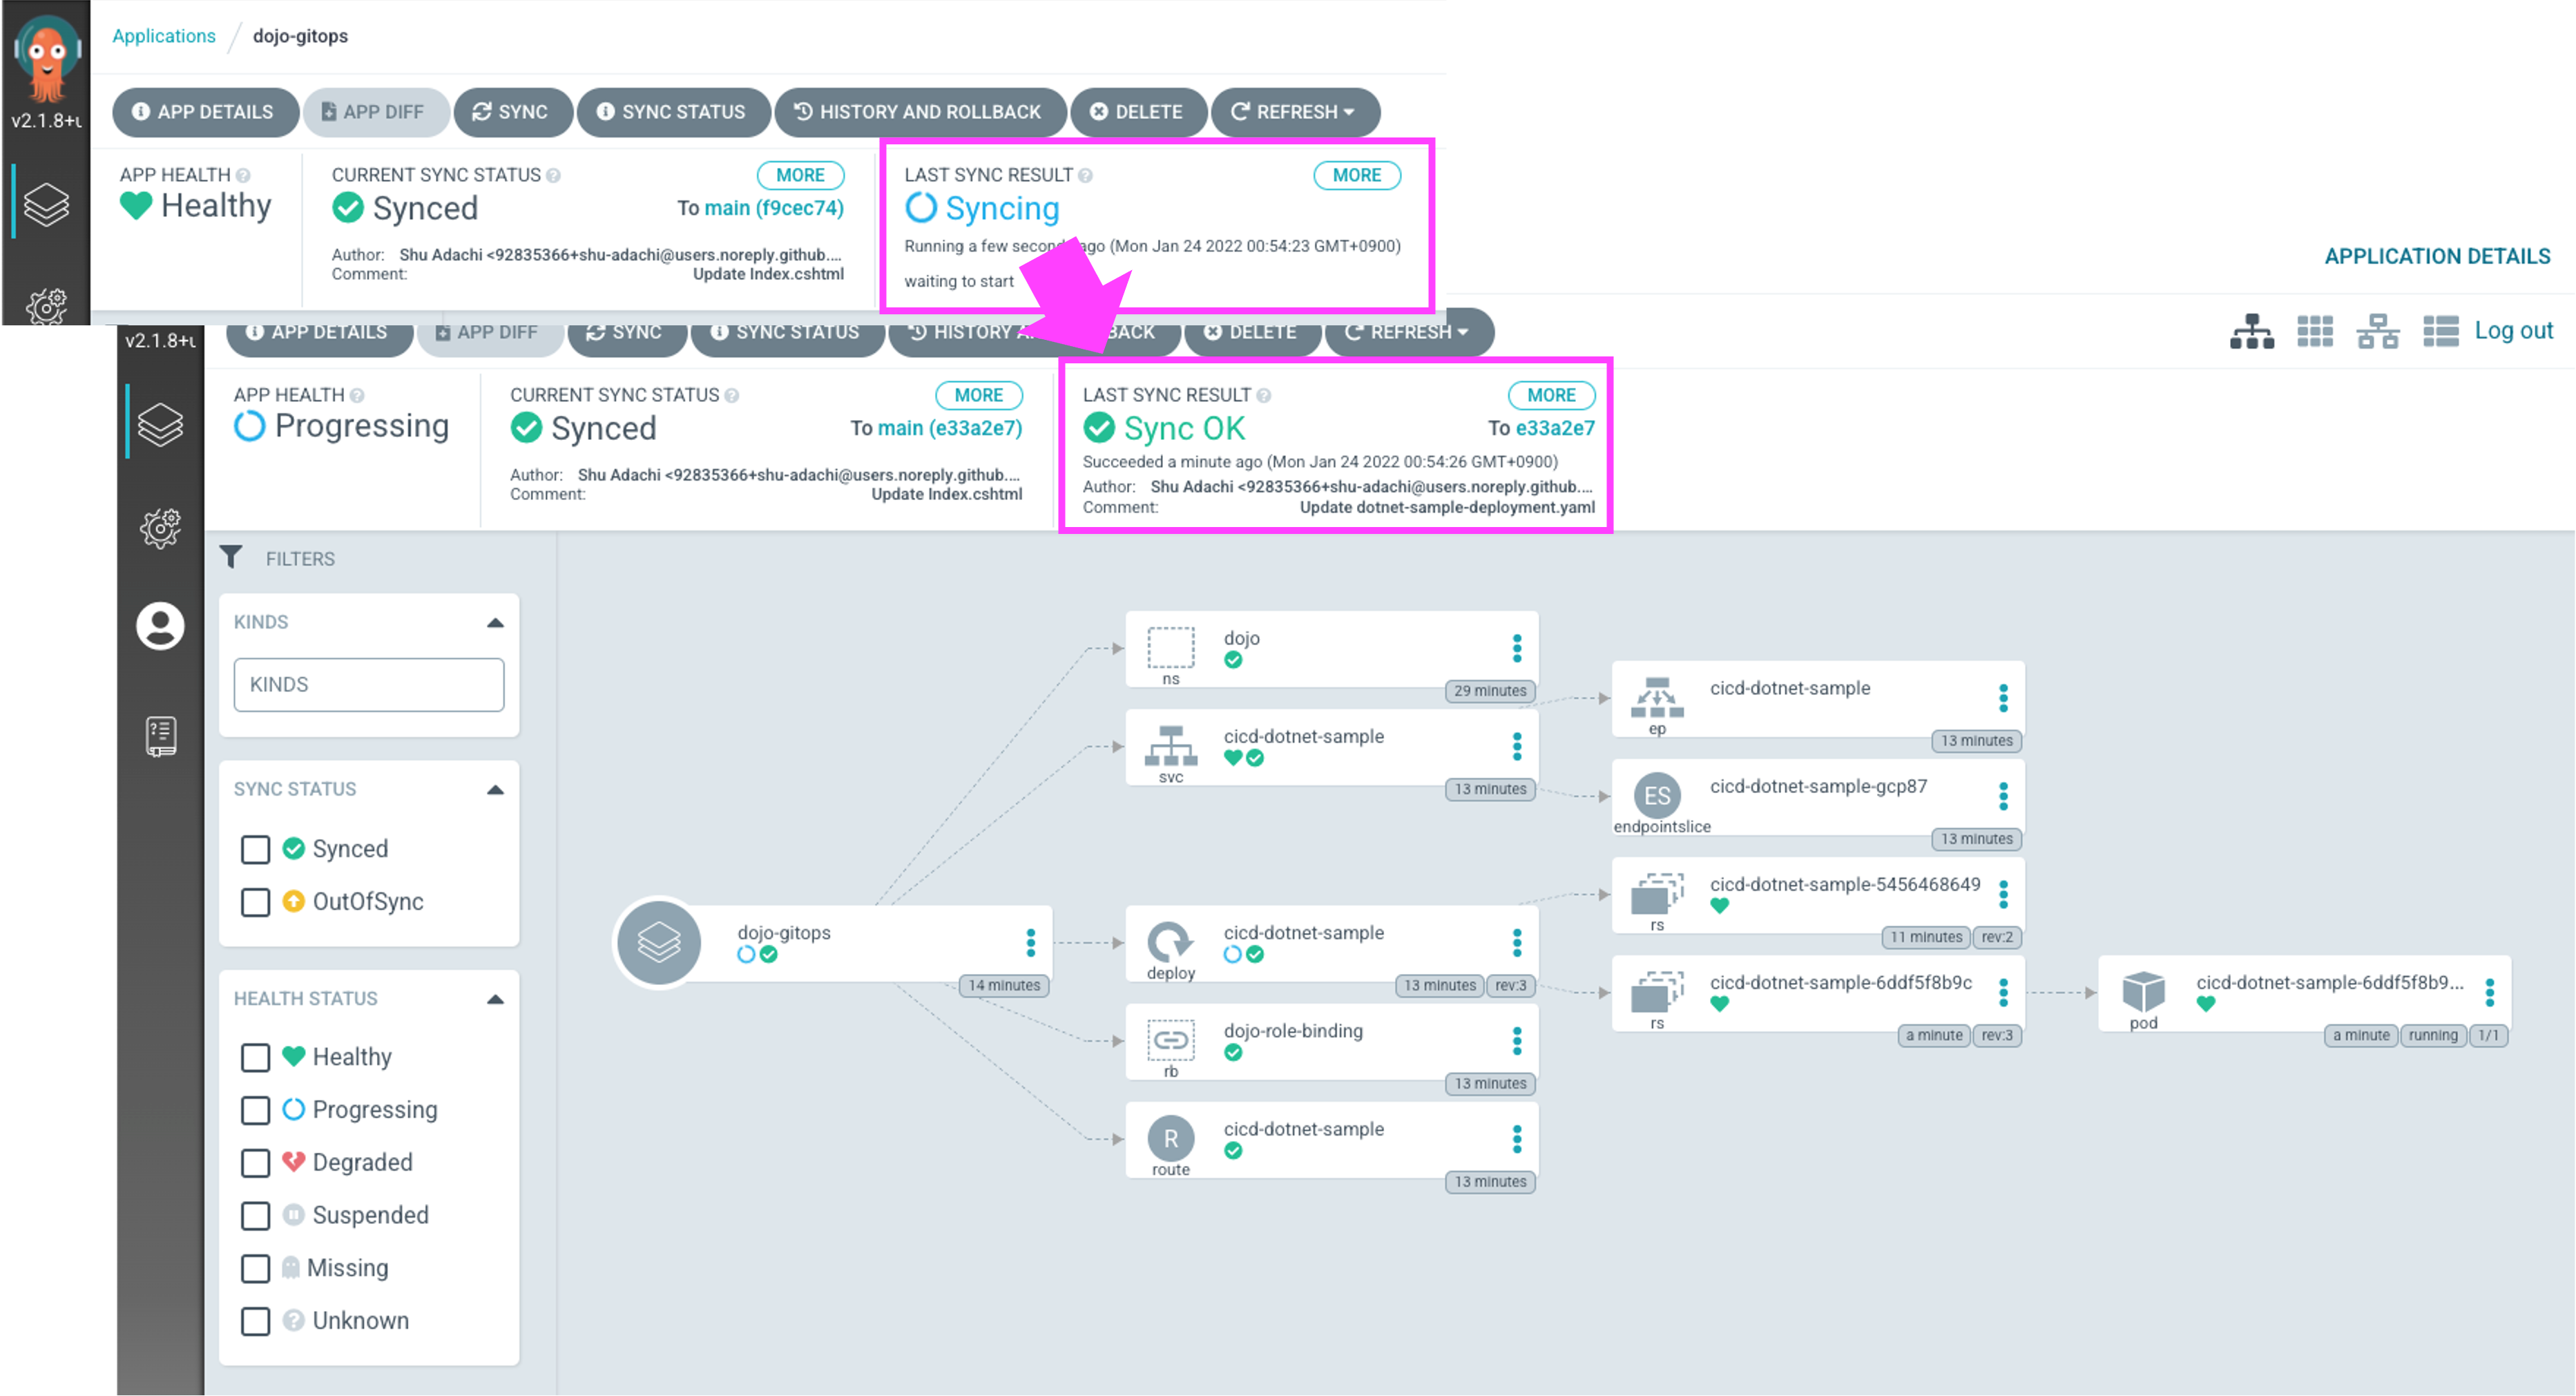 Applications / dojo-gitops
v2.1.8+
APP DETAILS
APP DIFF
SYNC
SYNC STATUS
HISTORY AND ROLLBACK
DELETE
REFRESH
APP HEALTH
Healthy
CURRENT SYNC STATUS
MORE
Synced
To main (f9cec74)
Author: Shu Adachi <92835366+shu-adachi@users.noreply.github....
Comment: Update Index.cshtml
LAST SYNC RESULT
MORE
Syncing
Running a few ago (Mon Jan 24 2022 00:54:23 GMT+0900)
waiting to start
APPLICATION DETAILS
Log out
v2.1.8+
APP DETAILS
APP DIFF
SYNC
SYNC STATUS
HISTORY
DELETE
REFRESH
APP HEALTH
Progressing
CURRENT SYNC STATUS
MORE
Synced
To main (e33a2e7)
Author: Shu Adachi <92835366+shu-adachi@users.noreply.github....
Comment: Update Index.cshtml
LAST SYNC RESULT
MORE
Sync OK
To e33a2e7
Succeeded a minute ago (Mon Jan 24 2022 00:54:26 GMT+0900)
Author: Shu Adachi <92835366+shu-adachi@users.noreply.github....
Comment: Update dotnet-sample-deployment.yaml
FILTERS
KINDS
KINDS
SYNC STATUS
Synced
OutOfSync
HEALTH STATUS
Healthy
Progressing
Degraded
Suspended
Missing
Unknown
dojo-gitops
14 minutes
dojo
ns
29 minutes
cicd-dotnet-sample
svc
13 minutes
cicd-dotnet-sample
deploy
13 minutes
rev:3
dojo-role-binding
rb
13 minutes
R
cicd-dotnet-sample
route
13 minutes
cicd-dotnet-sample
ep
13 minutes
ES
cicd-dotnet-sample-gcp87
endpointslice
13 minutes
cicd-dotnet-sample-5456468649
rs
11 minutes
rev:2
cicd-dotnet-sample-6ddf5f8b9c
rs
a minute
rev:3
cicd-dotnet-sample-6ddf5f8b9...
pod
a minute
running
1/1